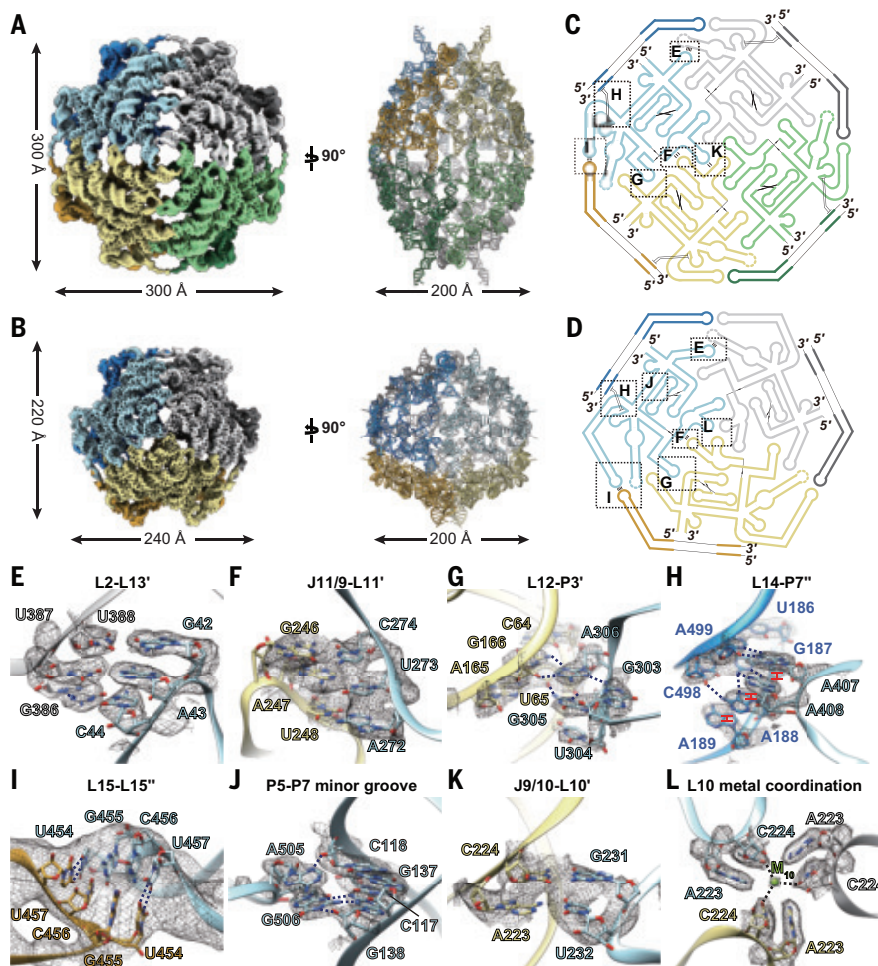 A
300 Å
300 Å
90°
200 Å
C
E
H
I
F
K
G
5'
3'
5'
3'
5'
3'
3'
5'
3'
5'
3'
5'
3'
5'
3'
5'
B
220 Å
240 Å
90°
200 Å
D
E
H
J
F
L
G
I
5'
3'
3'
5'
3'
5'
3'
5'
3'
3'
5'
5'
E
L2-L13'
U387
U388
G42
G386
C44
A43
F
J11/9-L11'
G246
C274
U273
A247
U248
A272
G
L12-P3'
C64
G166
A306
A165
G303
U65
G305
U304
H
L14-P7''
U186
A499
G187
C498
A407
A408
A189
A188
H
H
H
I
L15-L15''
G455
C456
U454
U457
U457
C456
G455
U454
J
P5-P7 minor groove
A505
C118
G137
G506
C117
G138
K
J9/10-L10'
C224
G231
A223
U232
L
L10 metal coordination
A223
C224
M10
A223
C224
C224
A223